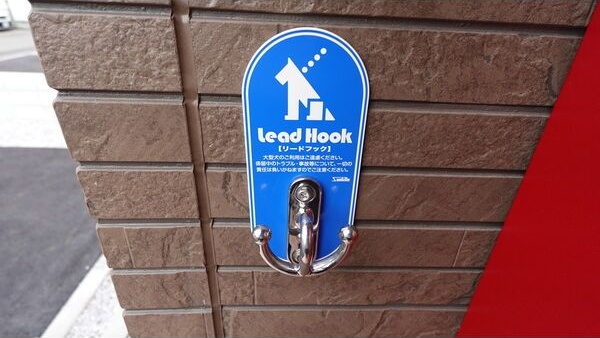 Lead Hook
【リードフック】
大型犬のご利用はご遠慮ください。
係留中のトラブル・事故等について、一切の
責任は負いかねますのでご注意ください。